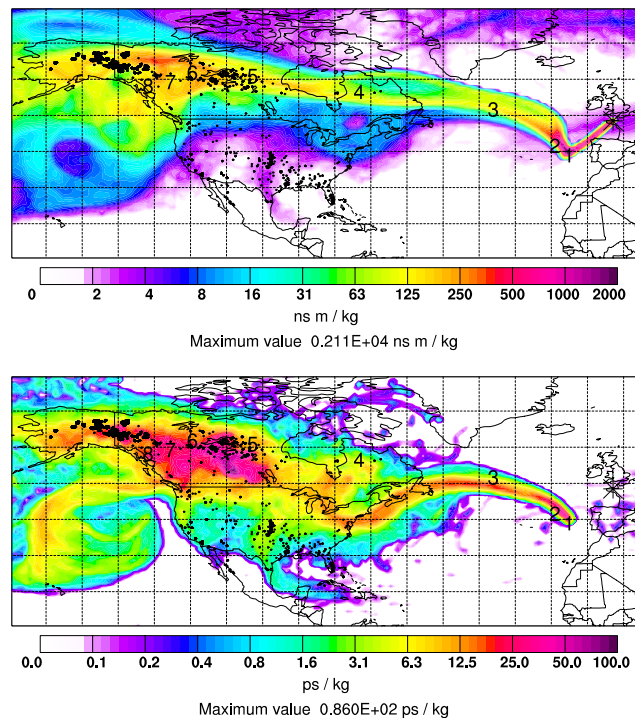 8 7 6 5 4 3 2
0 2 4 8 16 31 63 125 250 500 1000 2000
ns m / kg
Maximum value 0.211E+04 ns m / kg
8 7 6 5 4 3 2
0.0 0.1 0.2 0.4 0.8 1.6 3.1 6.3 12.5 25.0 50.0 100.0
ps / kg
Maximum value 0.860E+02 ps / kg